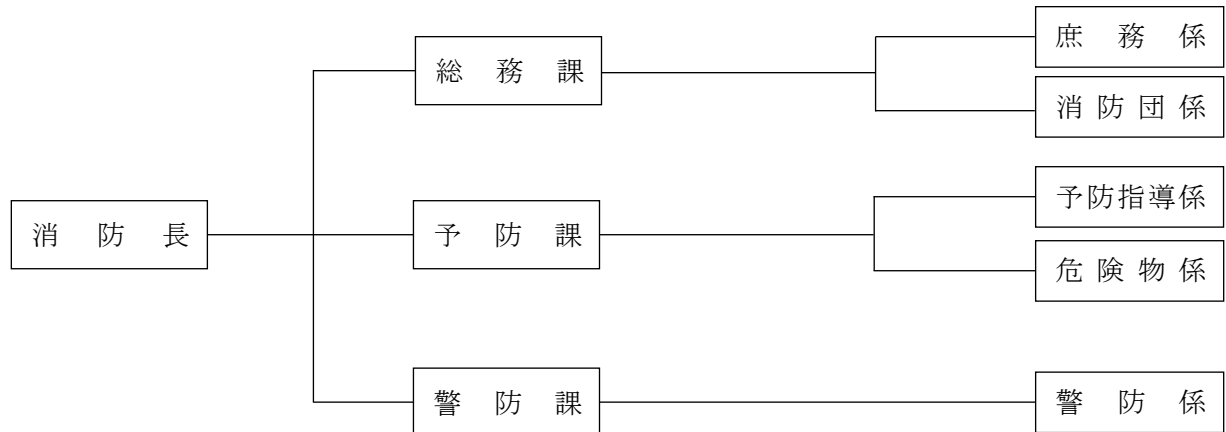 庶務係
総務課
消防団係
予防指導係
消防長
予防課
危険物係
警防課
警防係